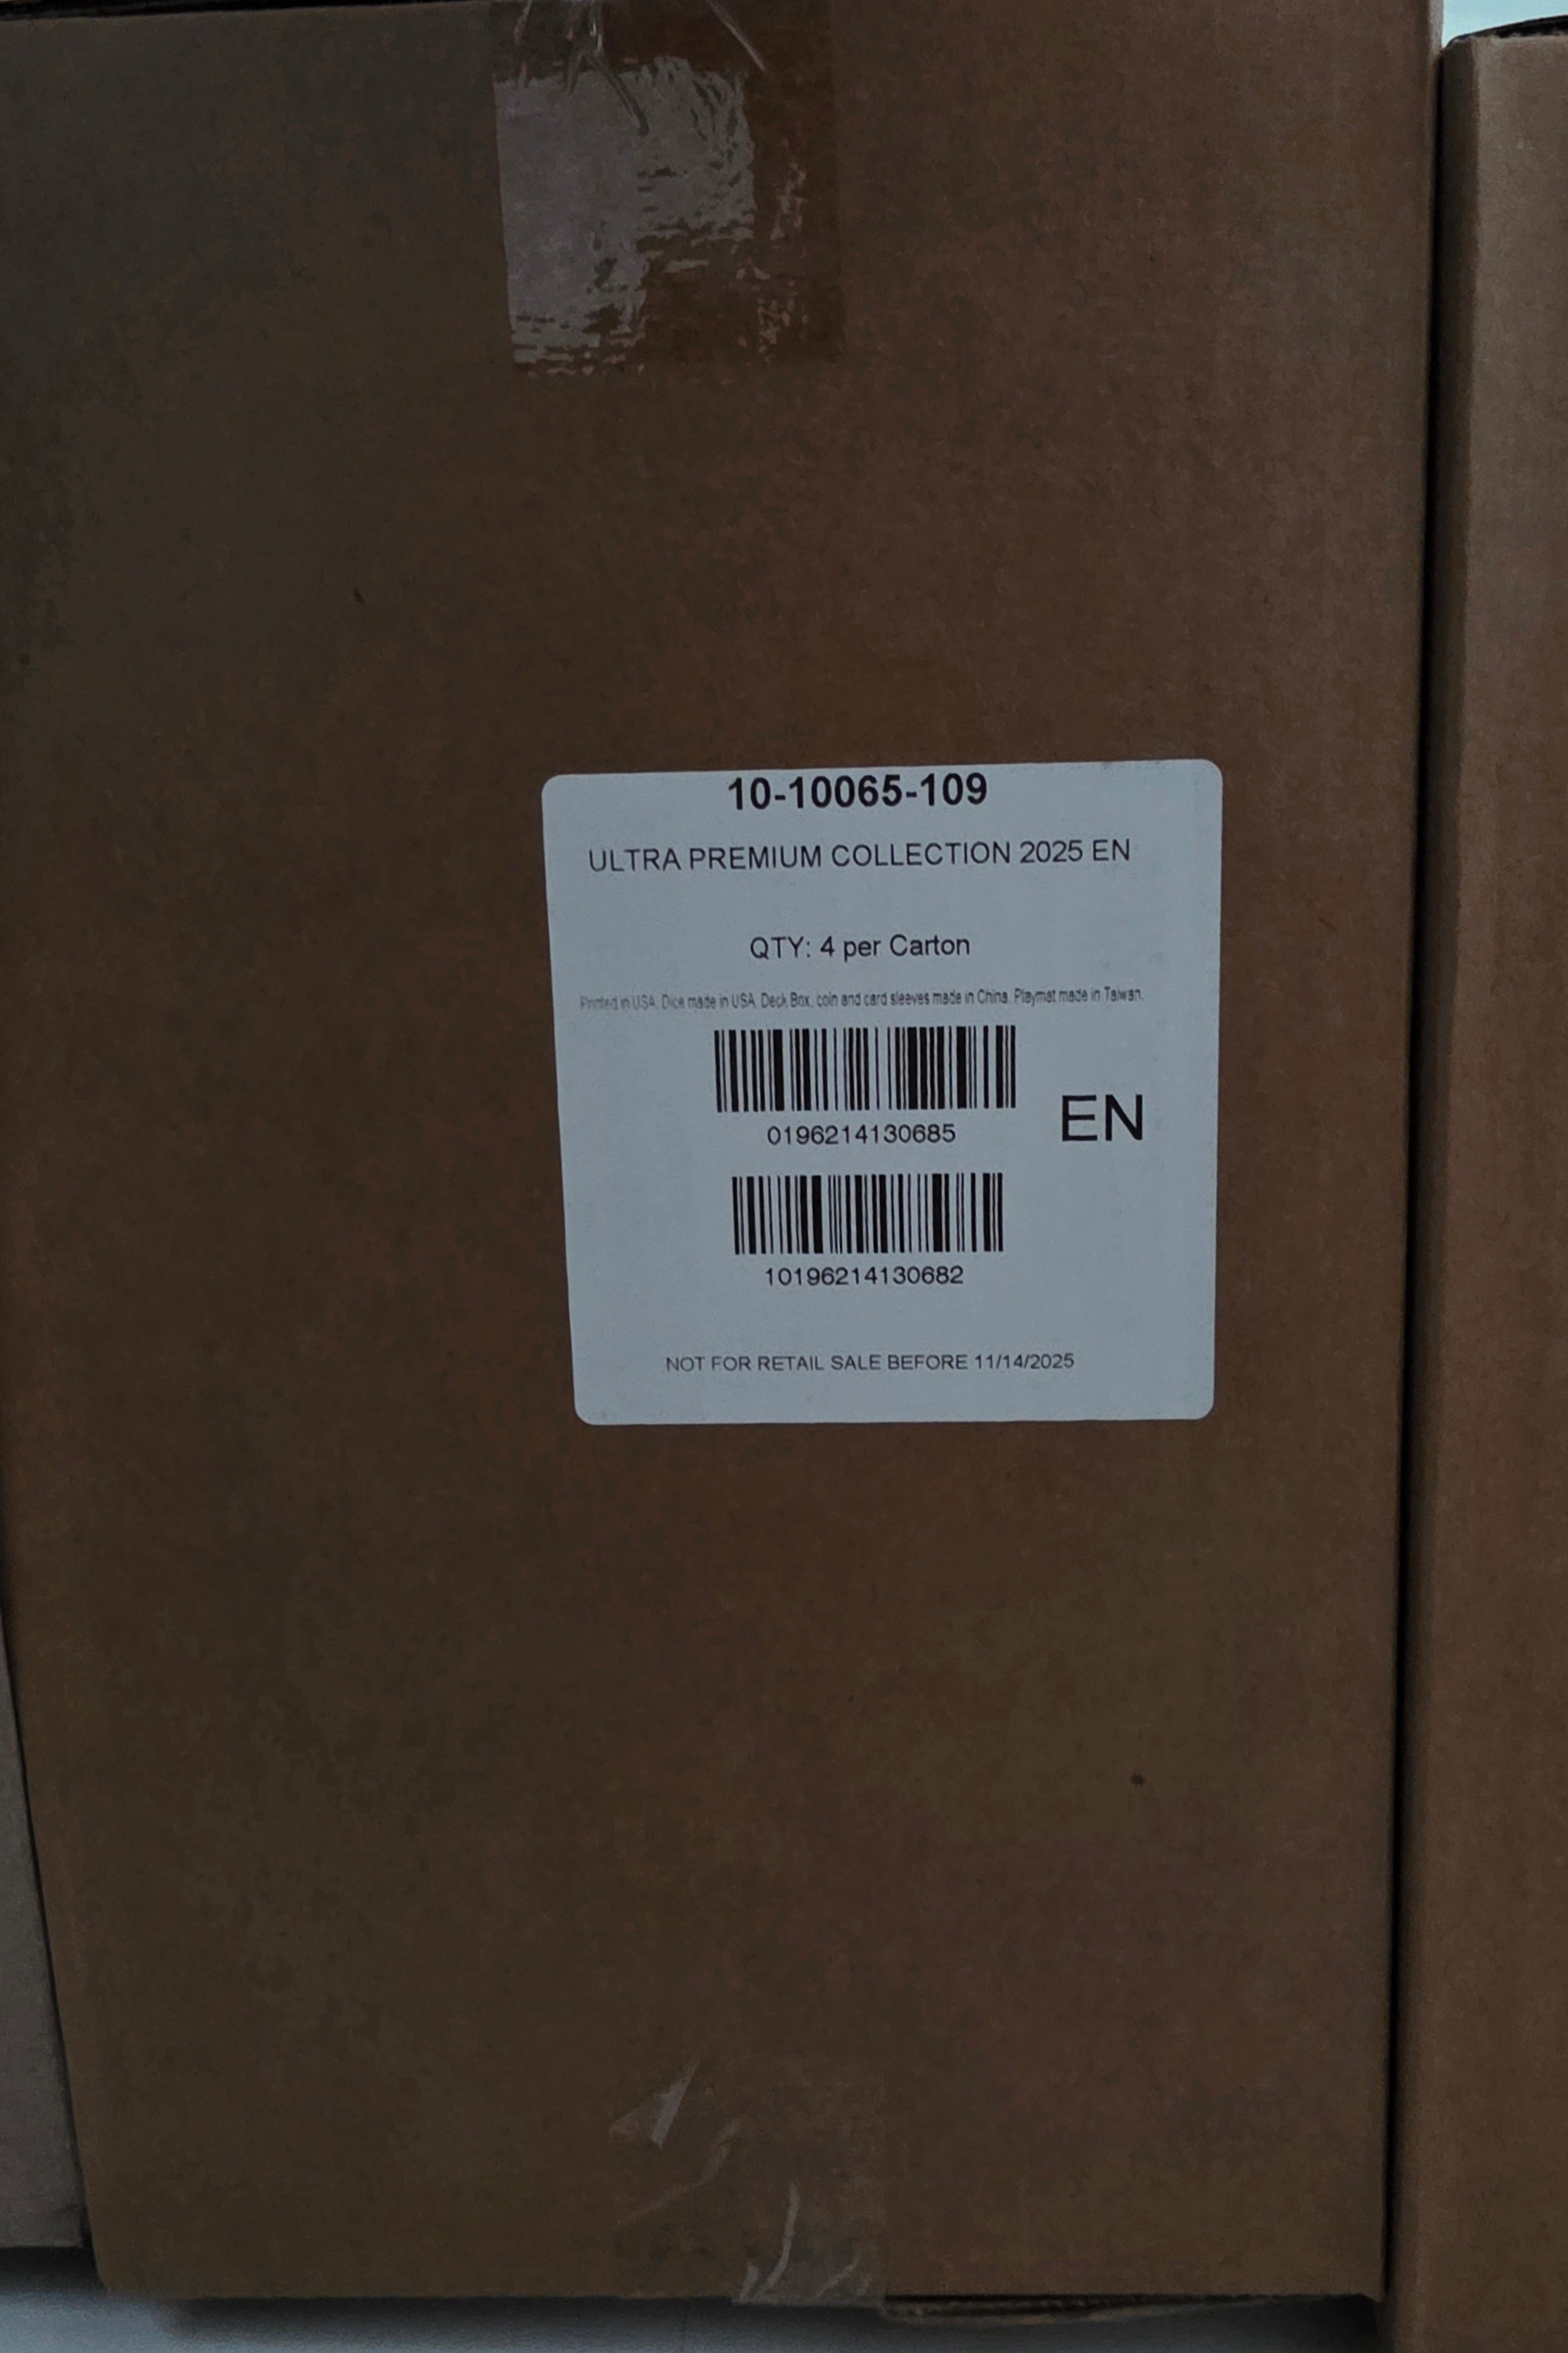 10-10065-109
ULTRA PREMIUM COLLECTION 2025 EN
QTY: 4 per Carton
Printed in USA. Dice made in USA. Deck Box, coin and card sleeves made in China. Playmat made in Taiwan.
0196214130685
EN
10196214130682
NOT FOR RETAIL SALE BEFORE 11/14/2025